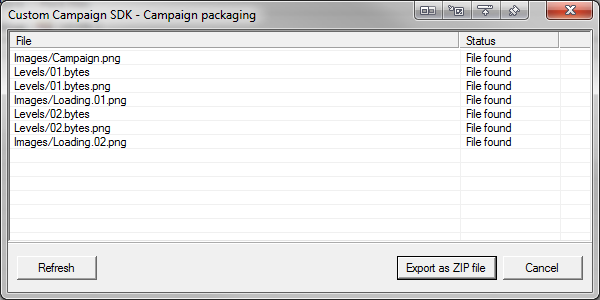 Custom Campaign SDK - Campaign packaging
File Status
Images/Campaign.png File found
Levels/01.bytes File found
Levels/01.bytes.png File found
Images/Loading.01.png File found
Levels/02.bytes File found
Levels/02.bytes.png File found
Images/Loading.02.png File found
Refresh Export as ZIP file Cancel